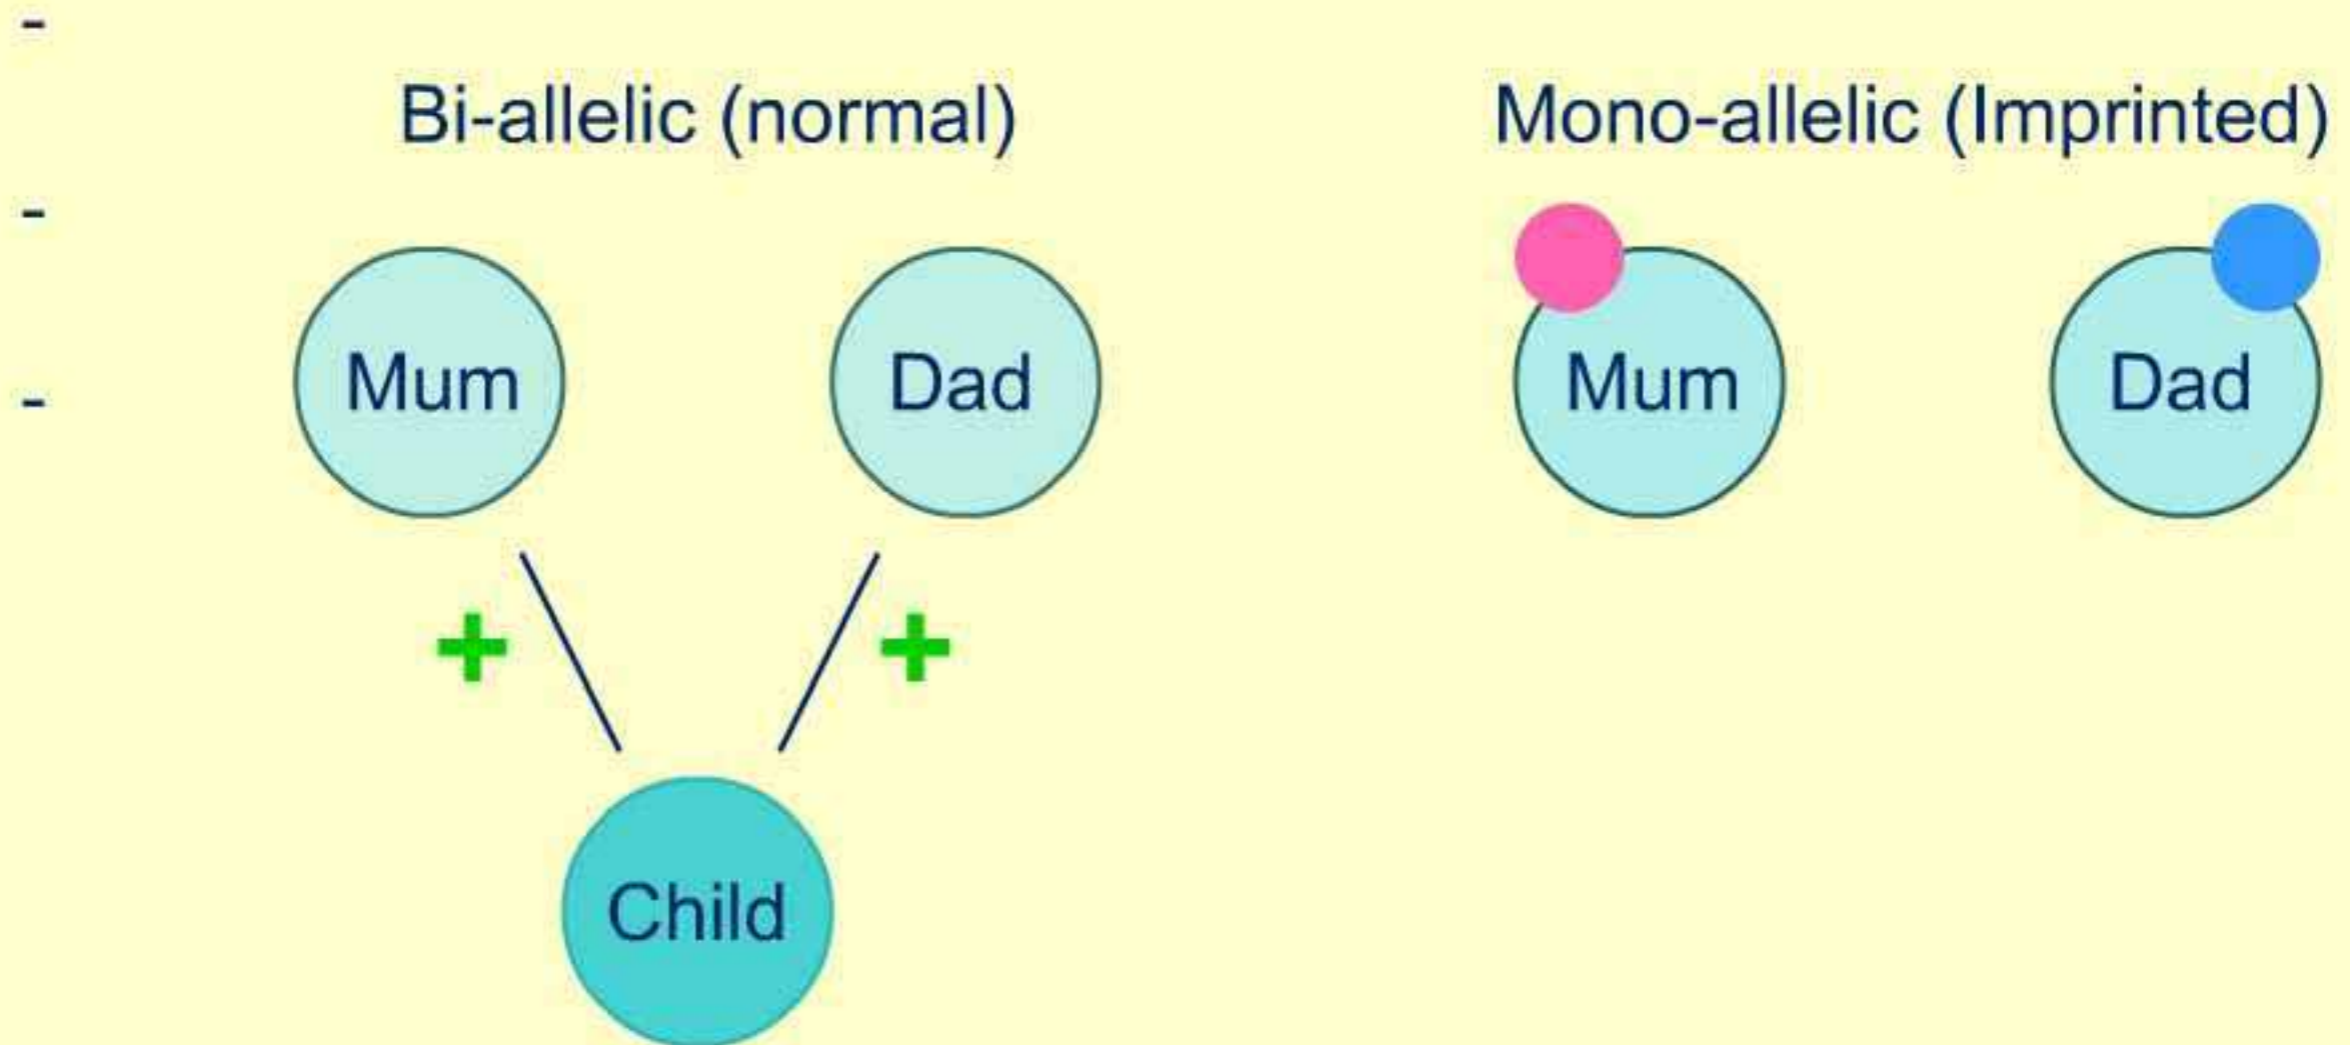 -
Bi-allelic (normal) Mono-allelic (Imprinted)
-
Mum Dad Mum Dad
-
+ +
Child